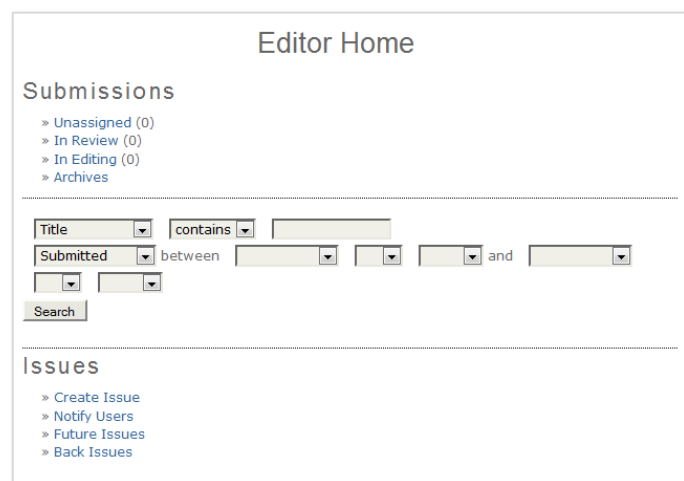 Editor Home
Submissions
» Unassigned (0)
» In Review (0)
» In Editing (0)
» Archives
Title contains
Submitted between and
Search
Issues
» Create Issue
» Notify Users
» Future Issues
» Back Issues